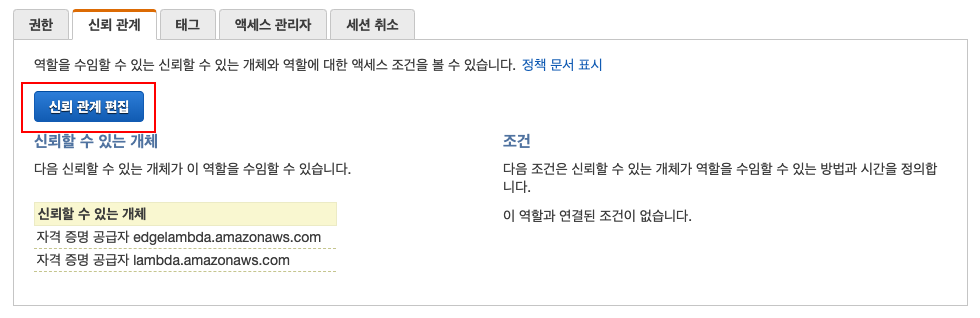 권한
신뢰 관계
태그
액세스 관리자
세션 취소
역할을 수임할 수 있는 신뢰할 수 있는 개체와 역할에 대한 액세스 조건을 볼 수 있습니다. 정책 문서 표시
신뢰 관계 편집
신뢰할 수 있는 개체
다음 신뢰할 수 있는 개체가 이 역할을 수임할 수 있습니다.
신뢰할 수 있는 개체
자격 증명 공급자 edgelambda.amazonaws.com
자격 증명 공급자 lambda.amazonaws.com
조건
다음 조건은 신뢰할 수 있는 개체가 역할을 수임할 수 있는 방법과 시간을 정의합
니다.
이 역할과 연결된 조건이 없습니다.